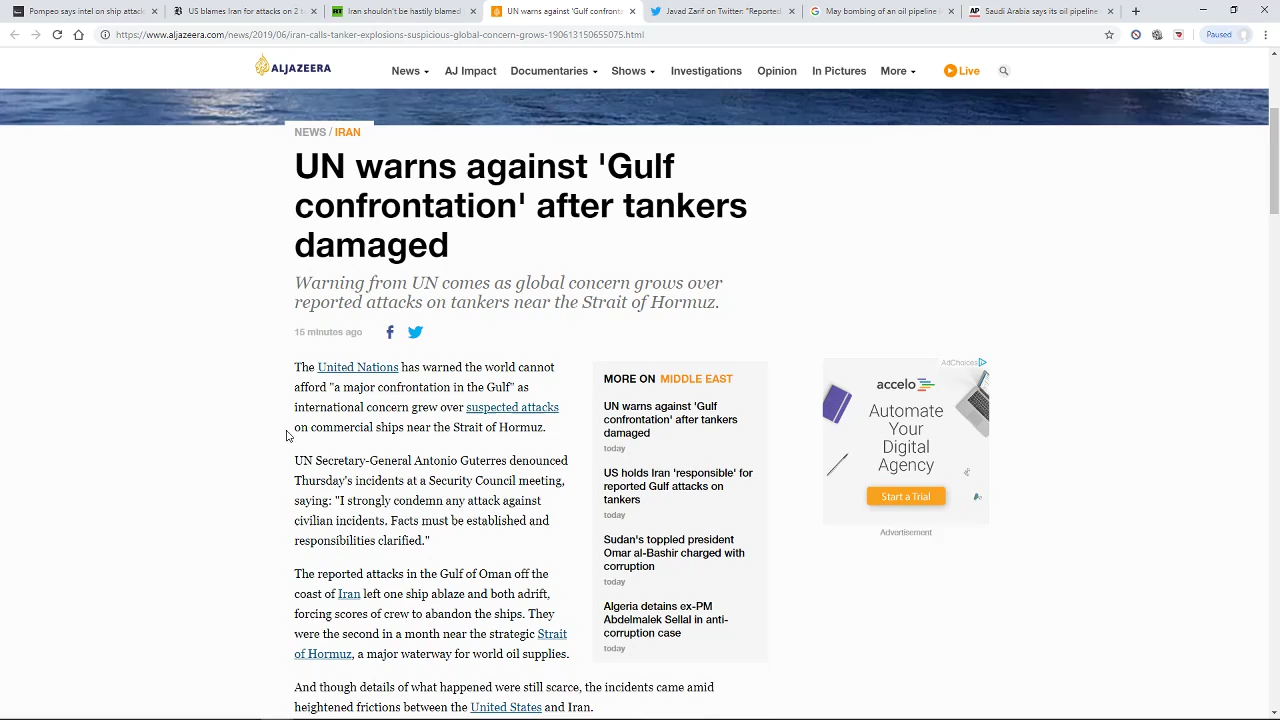 Pompeo says intel on ship attack
US blames Iran for attacks on 2
Iran shouldn't be hastily blamed
UN warns against 'Gulf confront
Javad Zarif on Twitter: "Report
May bombing of an oil pipeline
Saudi Arabia says its oil pipeline
https://www.aljazeera.com/news/2019/06/iran-calls-tanker-explosions-suspicious-global-concern-grows-190613150655075.html
Paused
ALJAZEERA
News AJ Impact Documentaries Shows Investigations Opinion In Pictures More Live
NEWS / IRAN
UN warns against 'Gulf
confrontation' after tankers
damaged
Warning from UN comes as global concern grows over
reported attacks on tankers near the Strait of Hormuz.
15 minutes ago
The United Nations has warned the world cannot
afford "a major confrontation in the Gulf" as
international concern grew over suspected attacks
on commercial ships near the Strait of Hormuz.
UN Secretary-General Antonio Guterres denounced
Thursday's incidents at a Security Council meeting,
saying: "I strongly condemn any attack against
civilian incidents. Facts must be established and
responsibilities clarified."
The reported attacks in the Gulf of Oman off the
coast of Iran left one ship ablaze and both adrift,
forcing scores of crew to abandon the ships. They
were the second in a month near the strategic Strait
of Hormuz, a major waterway for world oil supplies.
And though details of what happened were still scarce, the incidents came amid
heightened frictions between the United States and Iran.
MORE ON MIDDLE EAST
UN warns against 'Gulf
confrontation' after tankers
damaged
today
US holds Iran 'responsible' for
reported Gulf attacks on
tankers
today
Sudan's toppled president
Omar al-Bashir charged with
corruption
today
Algeria detains ex-PM
Abdelmalek Sellal in anti-
corruption case
today
AdChoices
accelo
Automate
Your
Digital
Agency
Start a Trial
Advertisement